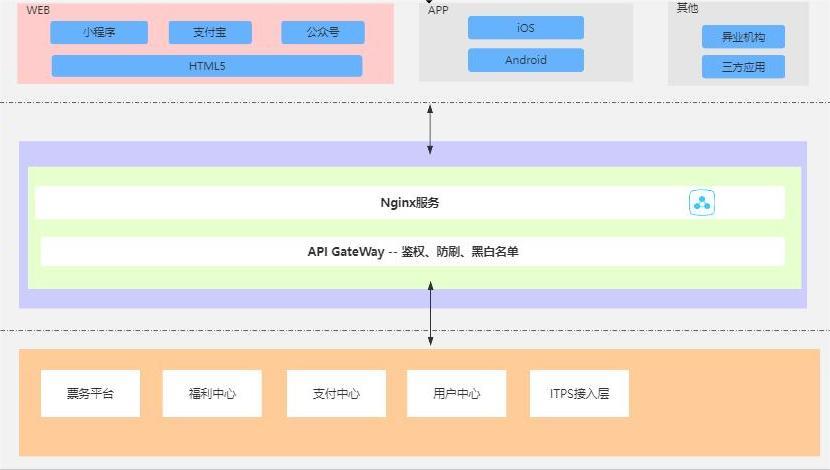 WEB
小程序
支付宝
公众号
HTML5
APP
iOS
Android
其他
异业机构
三方应用
Nginx服务
API GateWay -- 鉴权、防刷、黑白名单
票务平台
福利中心
支付中心
用户中心
ITPS接入层